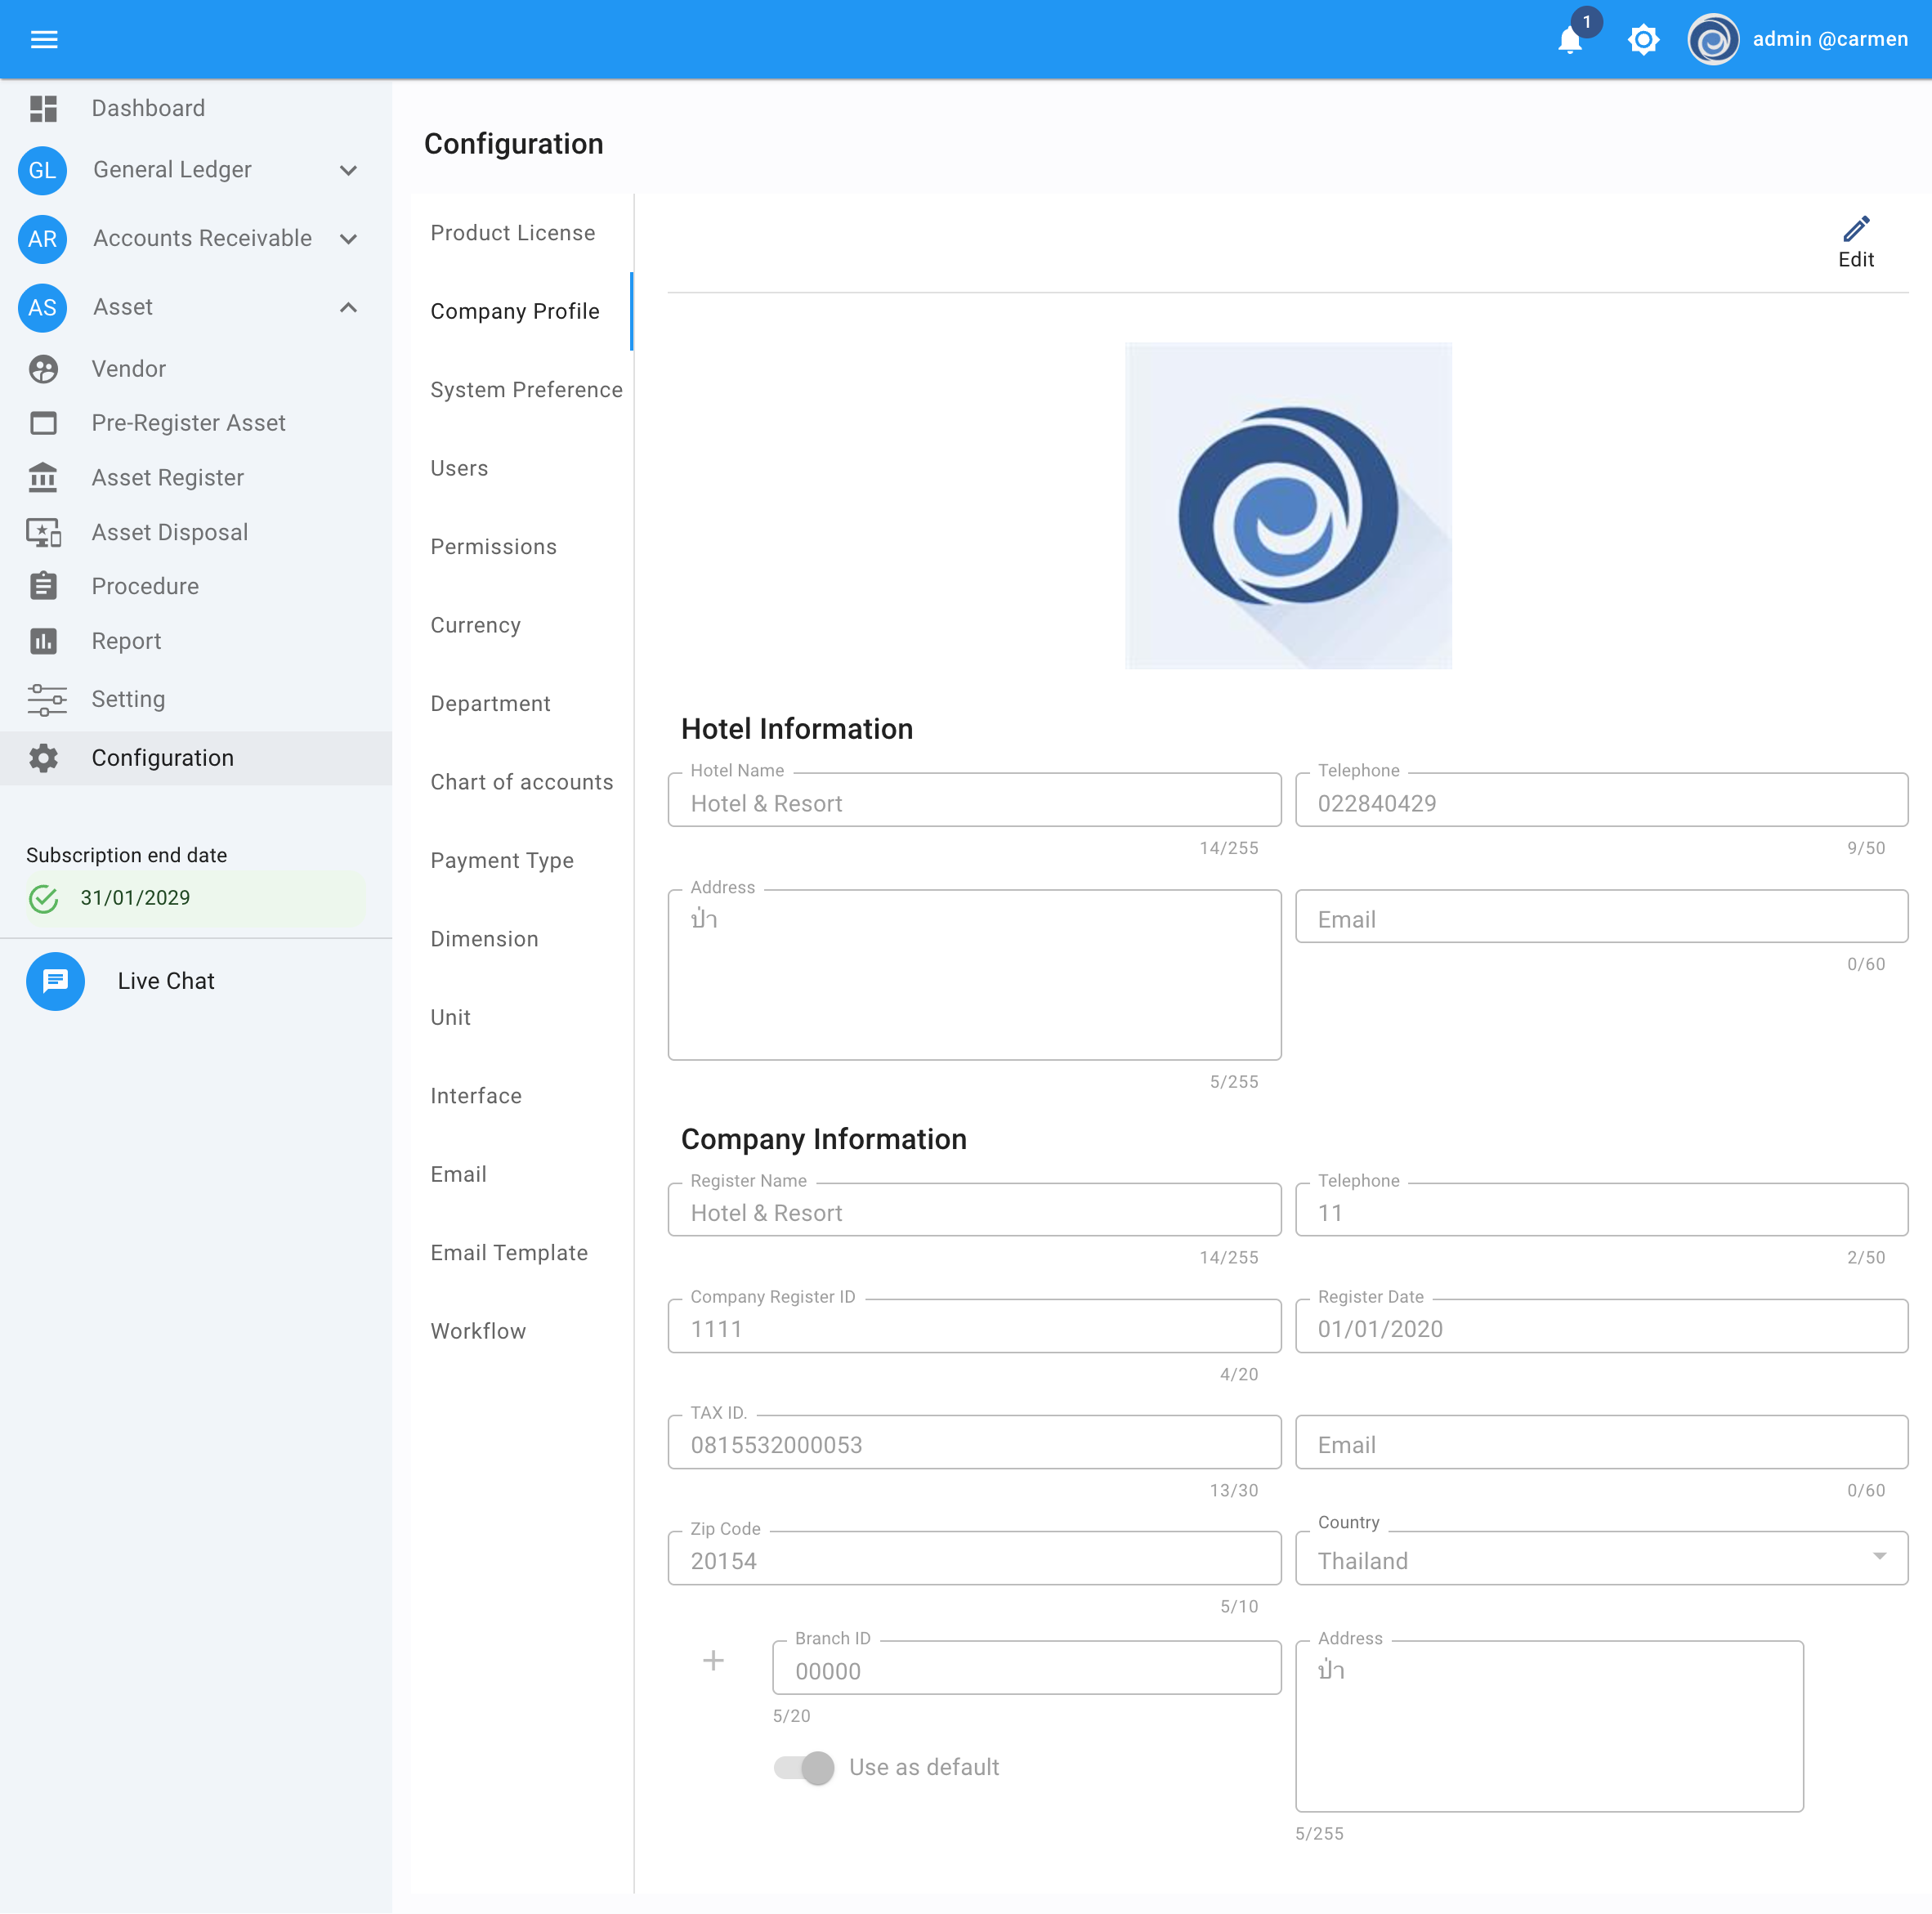 1
admin @carmen
Dashboard
GL General Ledger
AR Accounts Receivable
AS Asset
Vendor
Pre-Register Asset
Asset Register
Asset Disposal
Procedure
Report
Setting
Configuration
Subscription end date
31/01/2029
Live Chat
Configuration
Product License
Company Profile
System Preference
Users
Permissions
Currency
Department
Chart of accounts
Payment Type
Dimension
Unit
Interface
Email
Email Template
Workflow
Edit
Hotel Information
Hotel Name
Hotel & Resort
14/255
Telephone
022840429
9/50
Address
ป่า
5/255
Email
0/60
Company Information
Register Name
Hotel & Resort
14/255
Telephone
11
2/50
Company Register ID
1111
4/20
Register Date
01/01/2020
TAX ID.
0815532000053
13/30
Email
0/60
Zip Code
20154
5/10
Country
Thailand
Branch ID
00000
5/20
Use as default
Address
ป่า
5/255